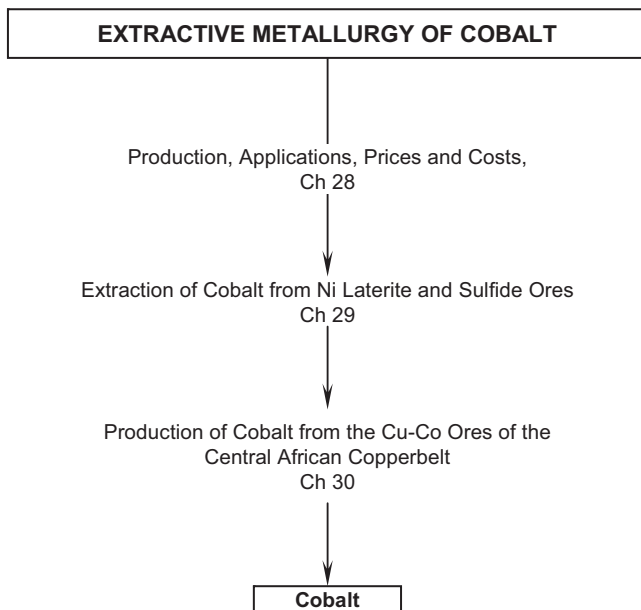 EXTRACTIVE METALLURGY OF COBALT
Production, Applications, Prices and Costs,
Ch 28
Extraction of Cobalt from Ni Laterite and Sulfide Ores
Ch 29
Production of Cobalt from the Cu-Co Ores of the
Central African Copperbelt
Ch 30
Cobalt